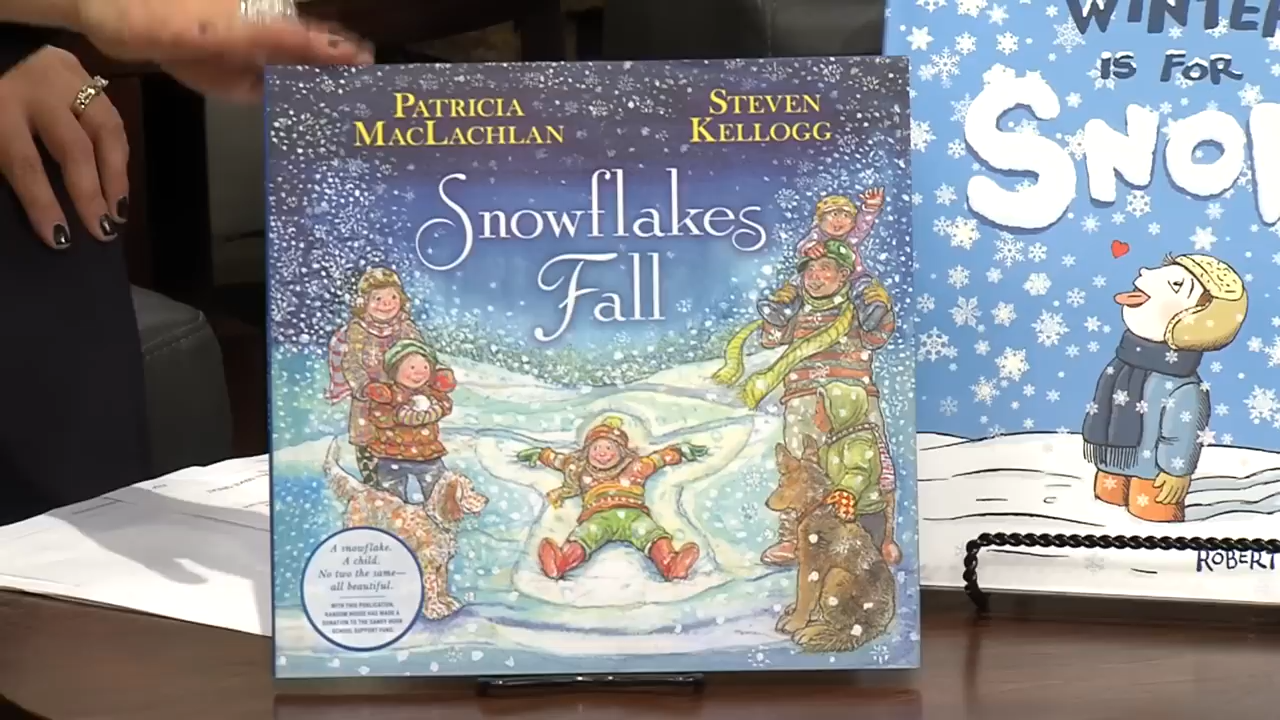 PATRICIA
MACLACHLAN
STEVEN
KELLOGG
Snowflakes
Fall
A snowflake.
A child.
No two the same—
all beautiful.
WITH THIS PUBLICATION,
RANDOM HOUSE HAS MADE A
DONATION TO THE SANDY HOOK
SCHOOL SUPPORT FUND.
WINTER
IS FOR
SNOW
ROBERT